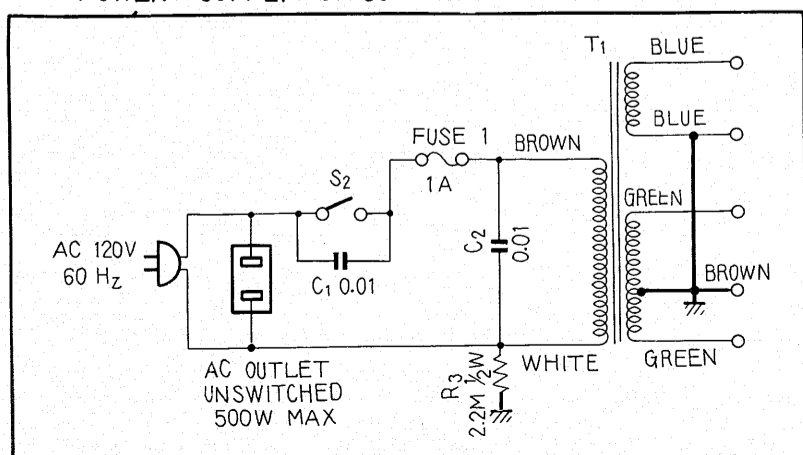 T1
BLUE
BLUE
FUSE 1
1A
BROWN
S2
GREEN
AC 120V
60 Hz
C1 0.01
C2
0.01
BROWN
AC OUTLET
UNSWITCHED
500W MAX
R3
2.2M ½W
WHITE
GREEN